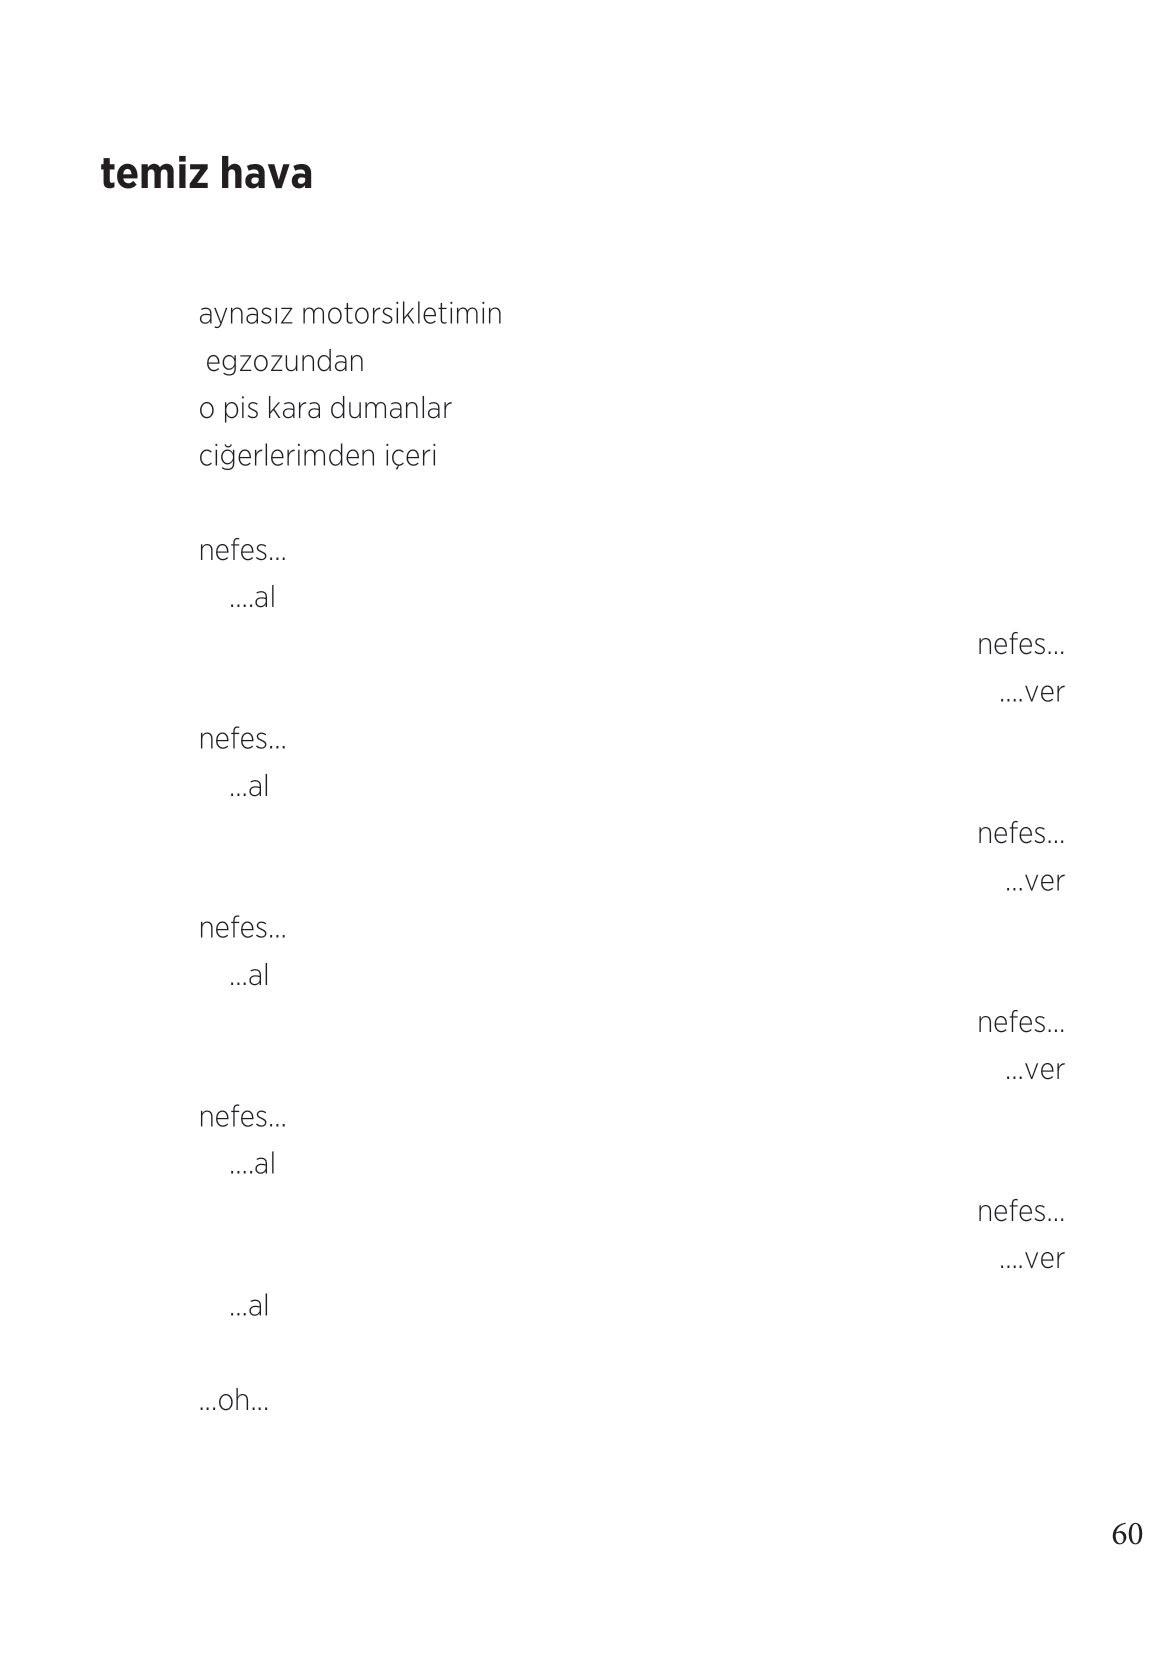 temiz hava
aynasız motorsikletimin
egzozundan
o pis kara dumanlar
ciğerlerimden içeri
nefes...
....al
nefes...
....ver
nefes...
...al
nefes...
...ver
nefes...
...al
nefes...
...ver
nefes...
....al
nefes...
....ver
...al
...oh...
60